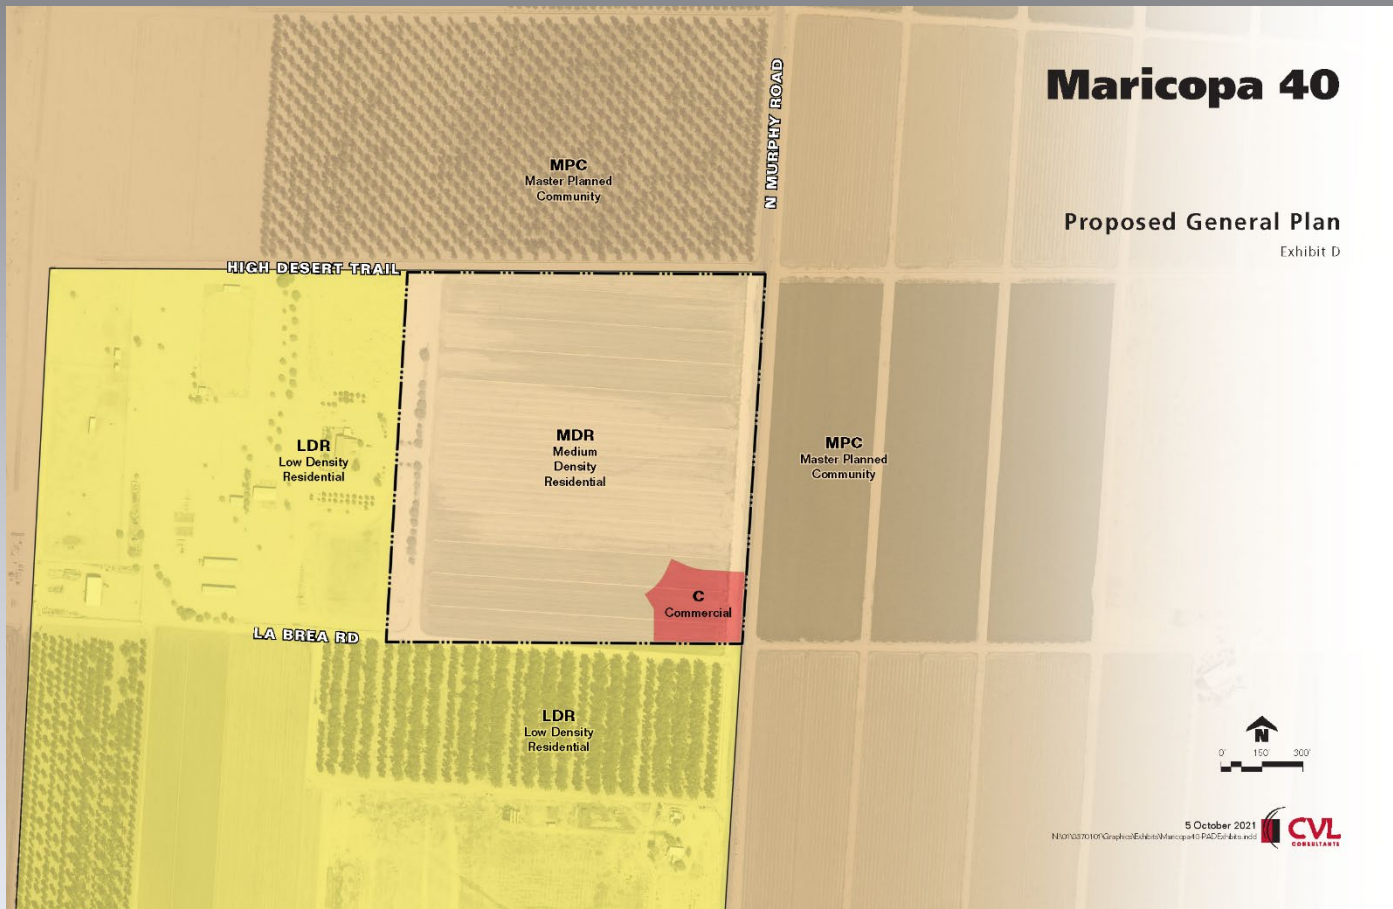 Maricopa 40
Proposed General Plan
Exhibit D
N MURPHY ROAD
MPC
Master Planned
Community
HIGH DESERT TRAIL
LDR
Low Density
Residential
MDR
Medium
Density
Residential
MPC
Master Planned
Community
C
Commercial
LA BREA RD
LDR
Low Density
Residential
N
0' 150' 300'
5 October 2021
CVL
CONSULTANTS